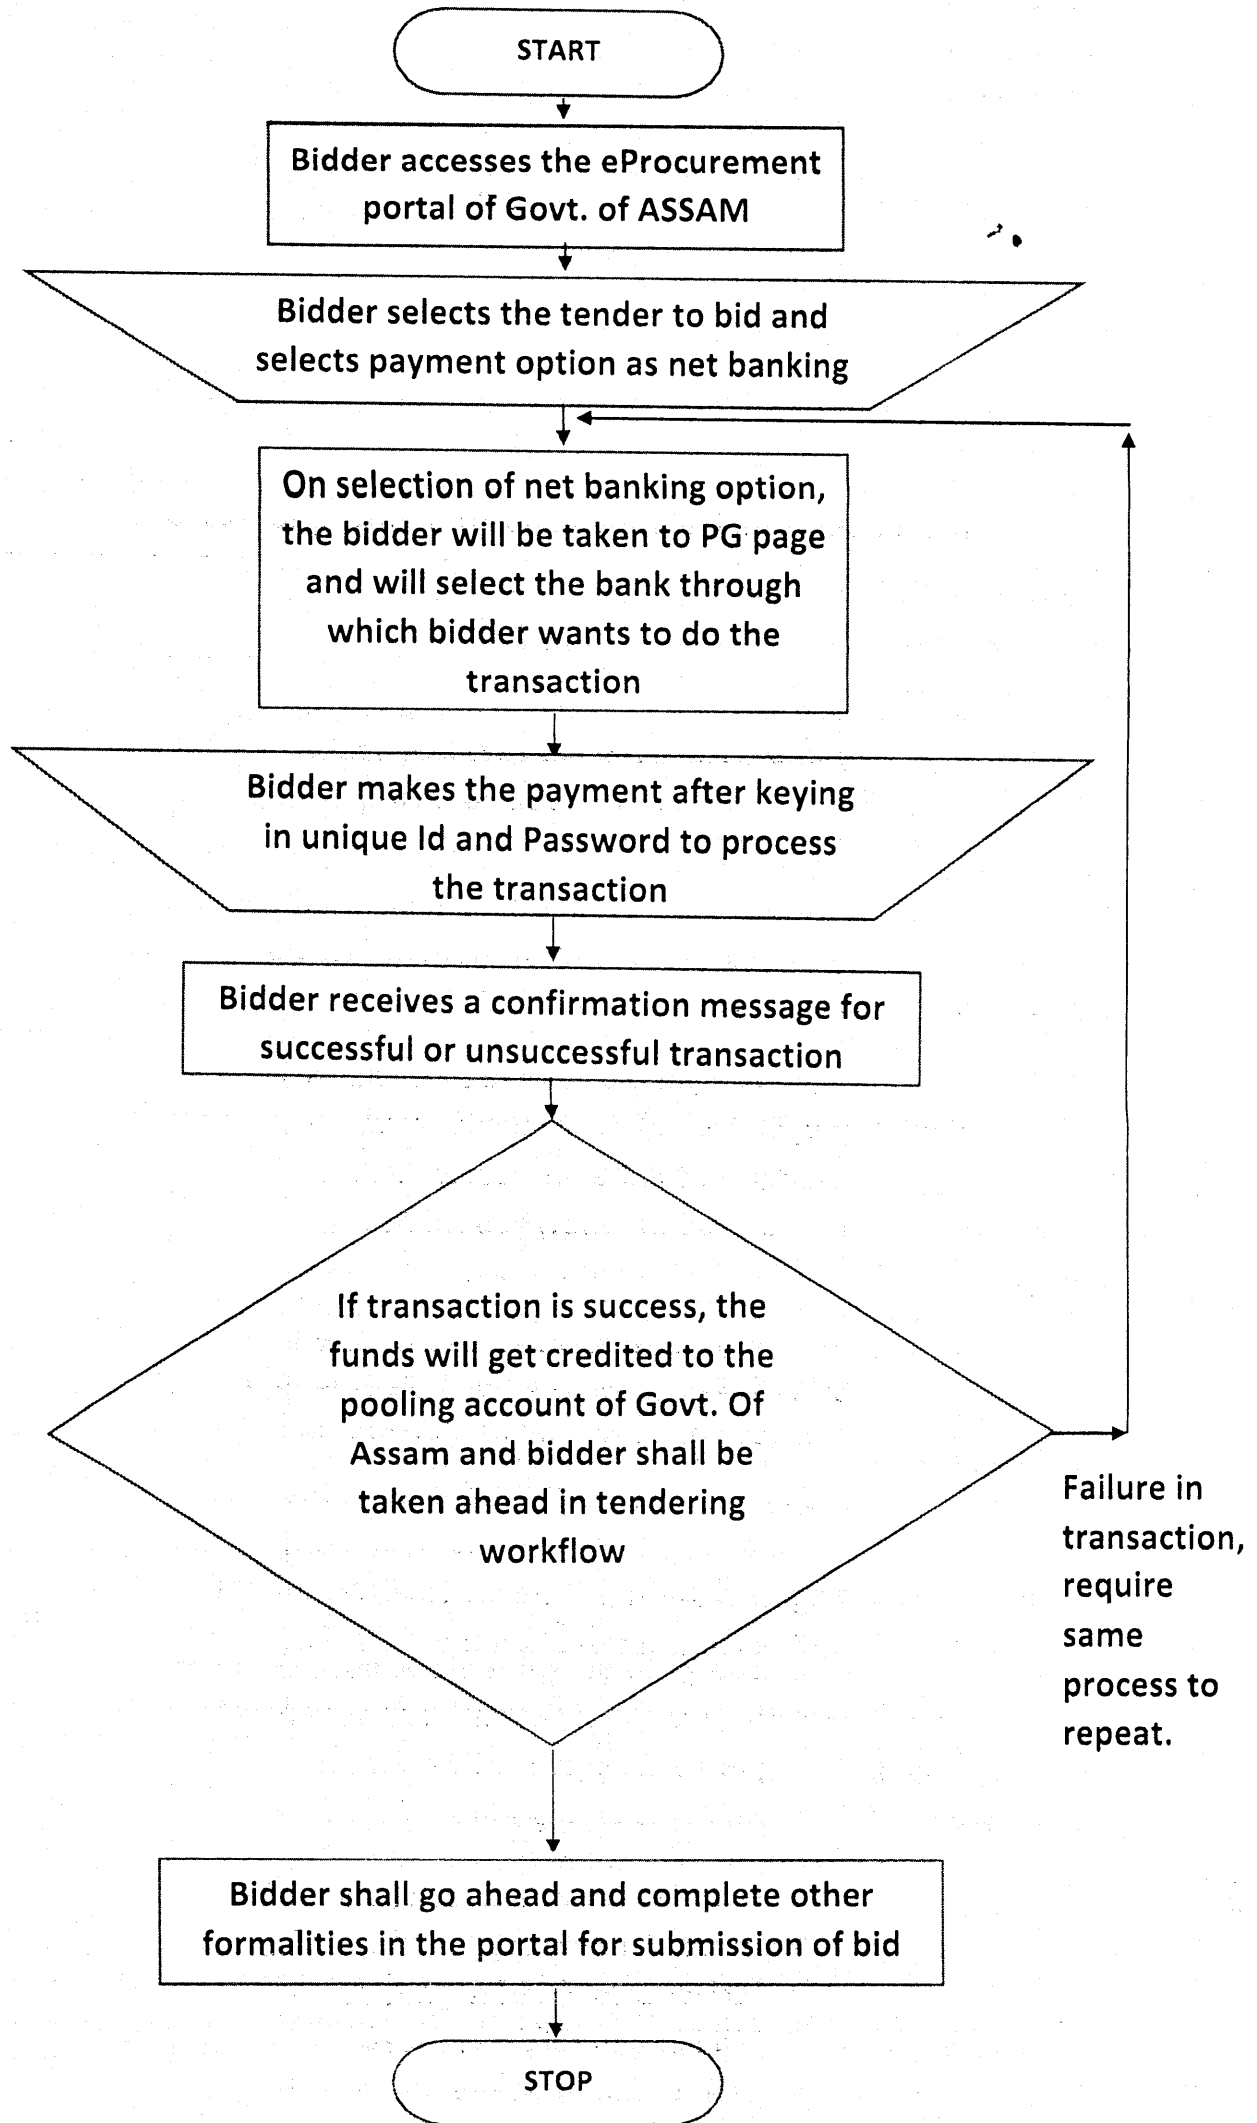 START
Bidder accesses the eProcurement
portal of Govt. of ASSAM
Bidder selects the tender to bid and
selects payment option as net banking
On selection of net banking option,
the bidder will be taken to PG page
and will select the bank through
which bidder wants to do the
transaction
Bidder makes the payment after keying
in unique Id and Password to process
the transaction
Bidder receives a confirmation message for
successful or unsuccessful transaction
If transaction is success, the
funds will get credited to the
pooling account of Govt. Of
Assam and bidder shall be
taken ahead in tendering
workflow
Failure in
transaction,
require
same
process to
repeat.
Bidder shall go ahead and complete other
formalities in the portal for submission of bid
STOP